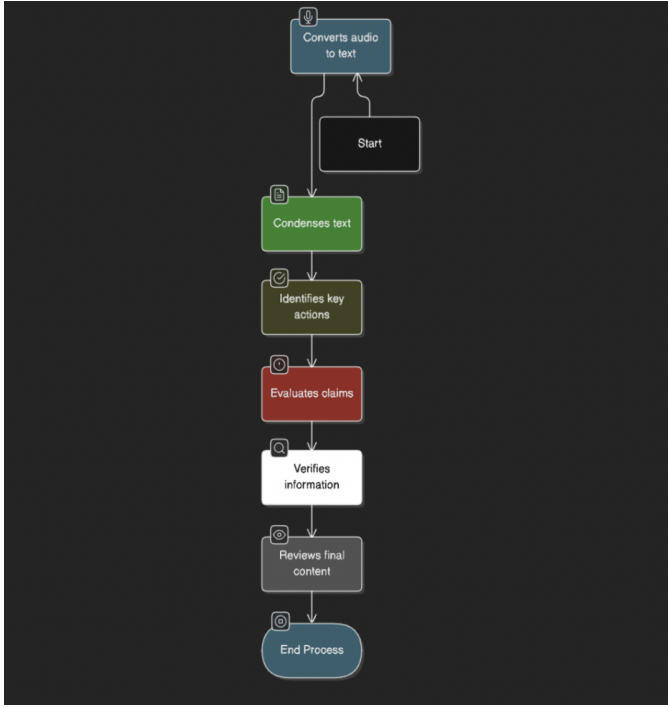 Converts audio
to text
Start
Condenses text
Identifies key
actions
Evaluates claims
Verifies
information
Reviews final
content
End Process